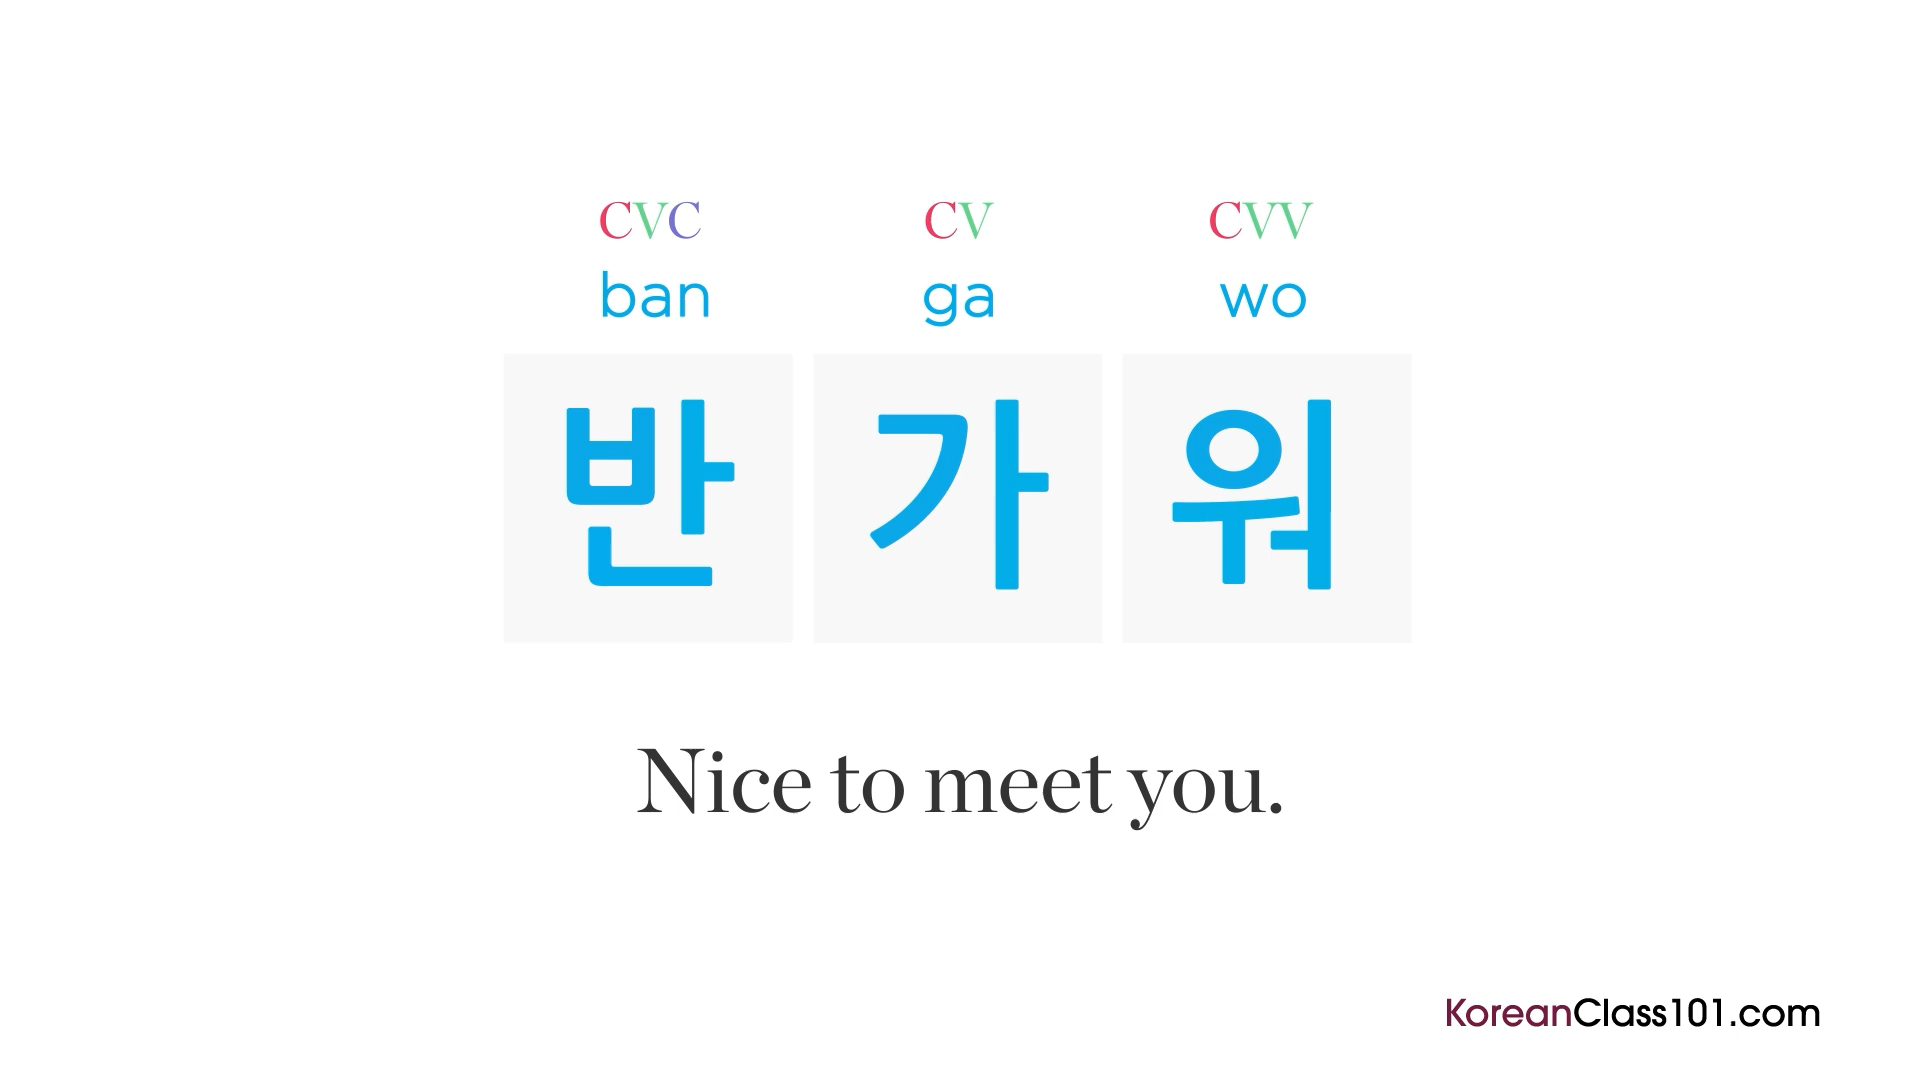 CVC CV CVV
ban ga wo
반 가 워
Nice to meet you.
KoreanClass101.com